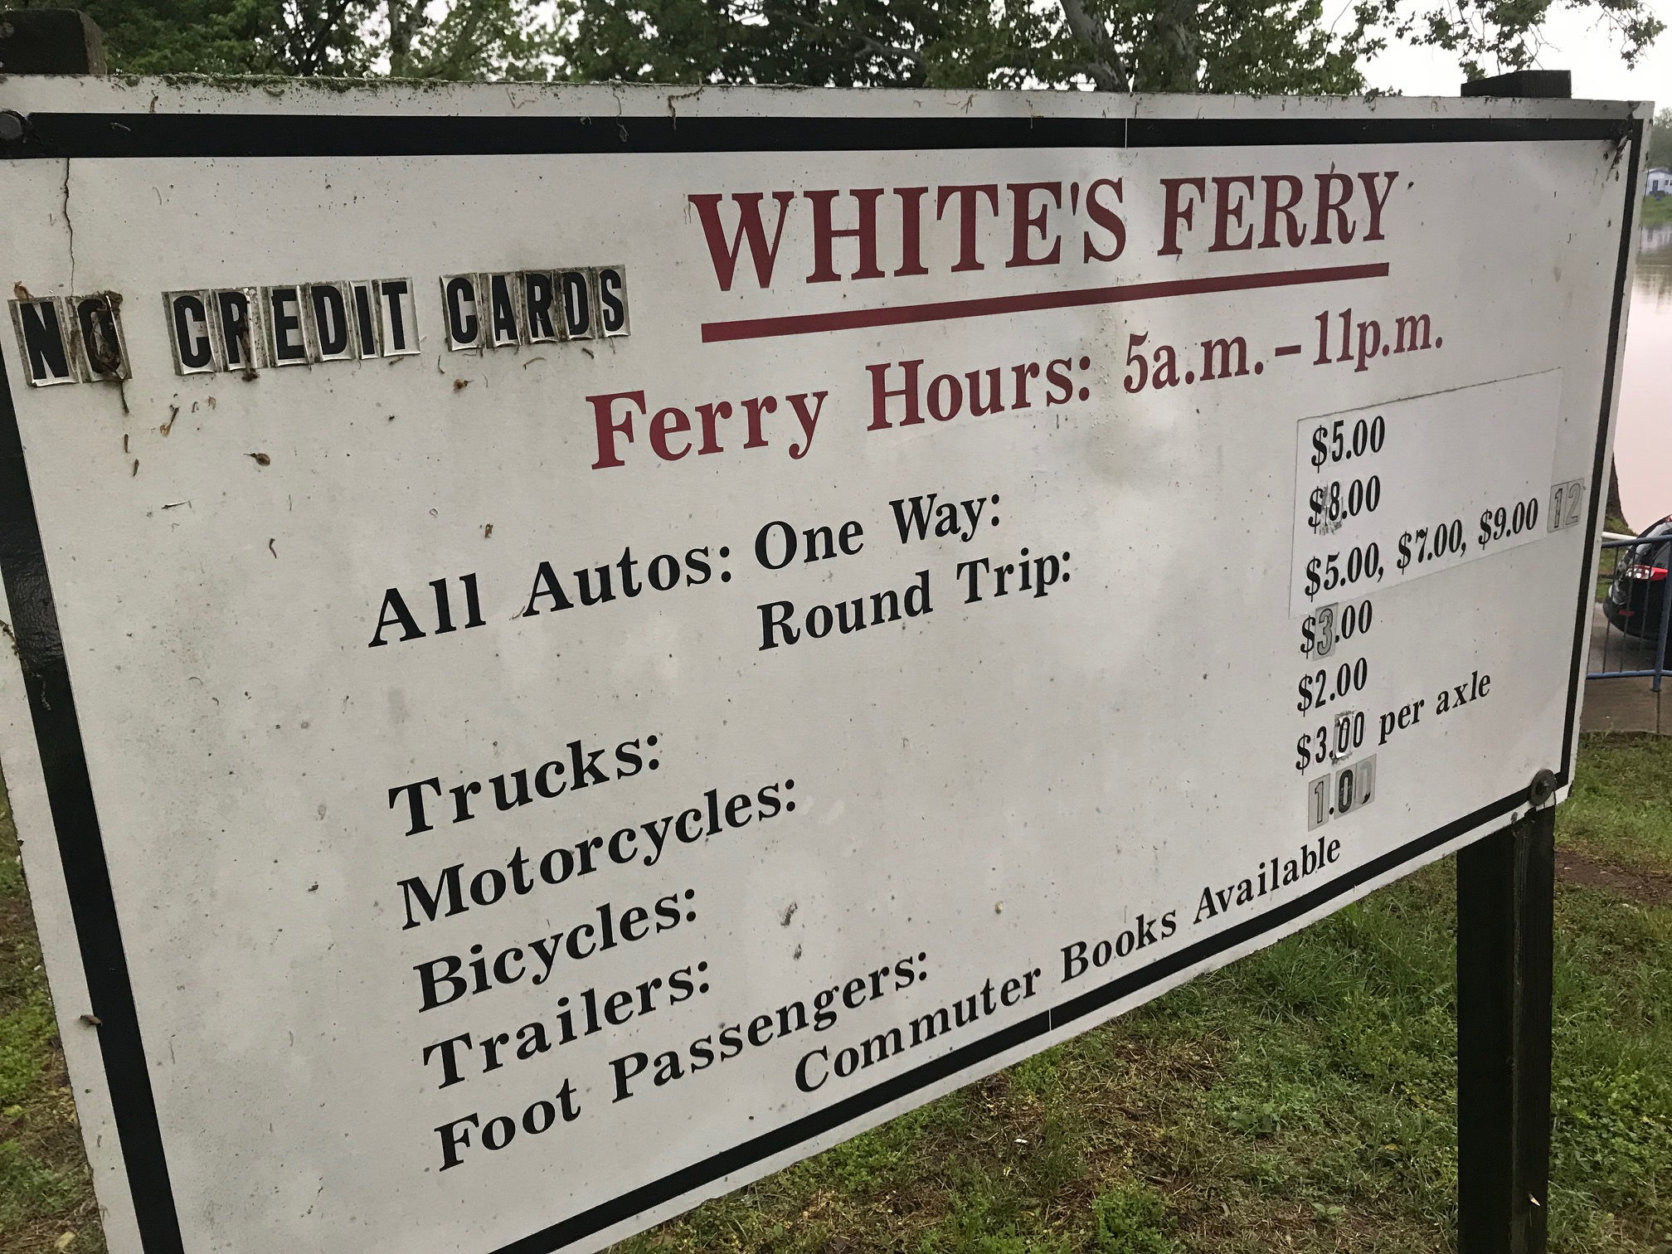 WHITE'S FERRY
NO CREDIT CARDS
Ferry Hours: 5a.m.-11p.m.
All Autos: One Way: $5.00
Round Trip: $8.00
Trucks: $5.00, $7.00, $9.00 12
Motorcycles: $3.00
Bicycles: $2.00
Trailers: $3.00 per axle
Foot Passengers: 1.00
Commuter Books Available